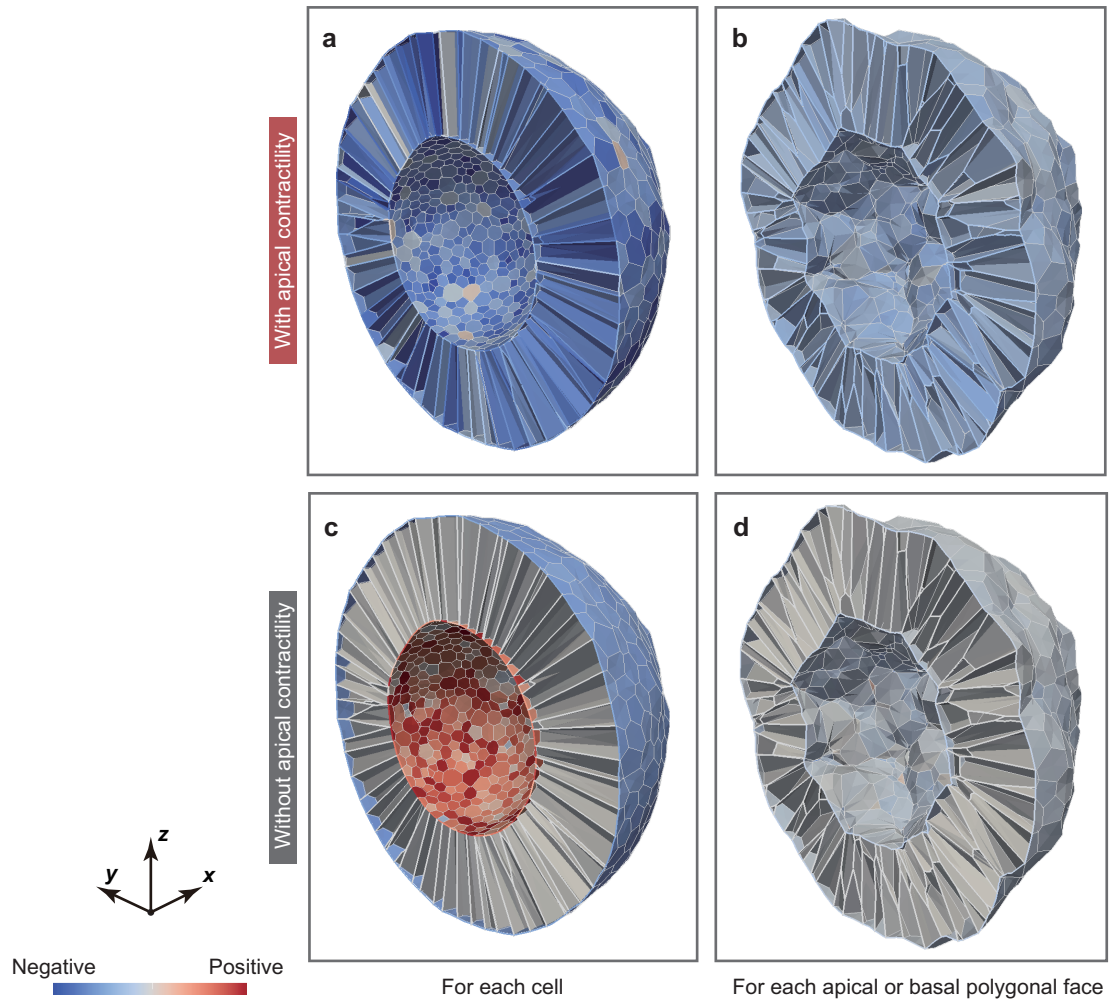 a
b
With apical contractility
c
d
Without apical contractility
z
y
x
Negative
Positive
For each cell
For each apical or basal polygonal face